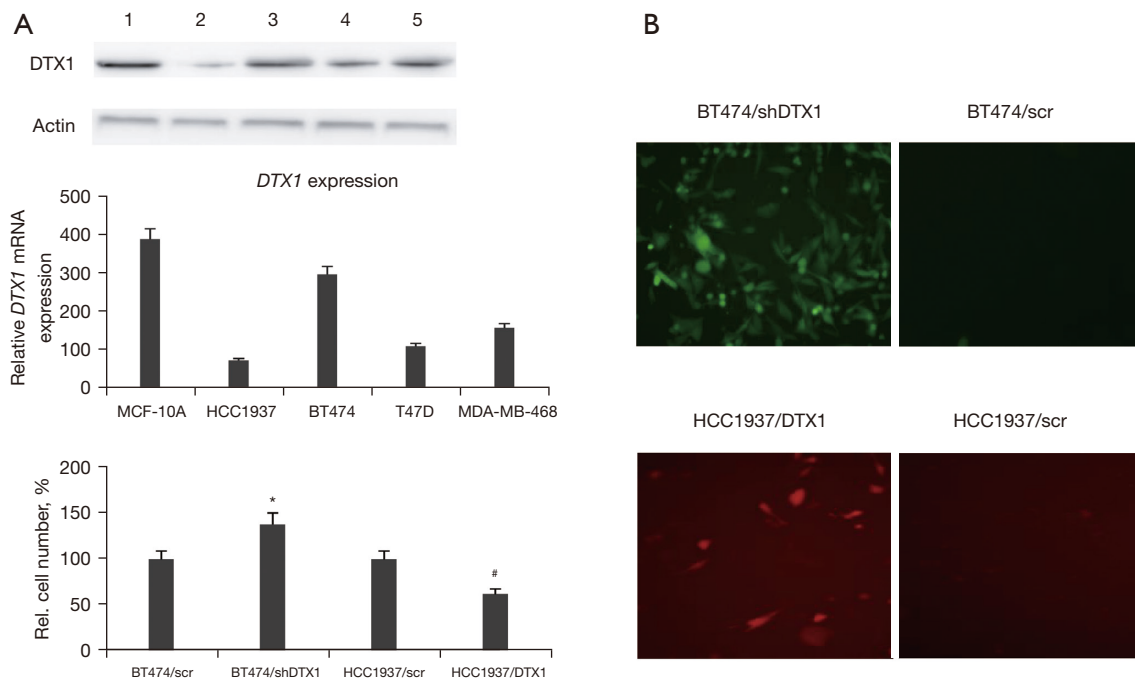 A
1 2 3 4 5
DTX1
Actin
DTX1 expression
Relative DTX1 mRNA
expression
500
400
300
200
100
0
MCF-10A HCC1937 BT474 T47D MDA-MB-468
Rel. cell number, %
200
150
100
50
0
*
#
BT474/scr BT474/shDTX1 HCC1937/scr HCC1937/DTX1
B
BT474/shDTX1 BT474/scr
HCC1937/DTX1 HCC1937/scr